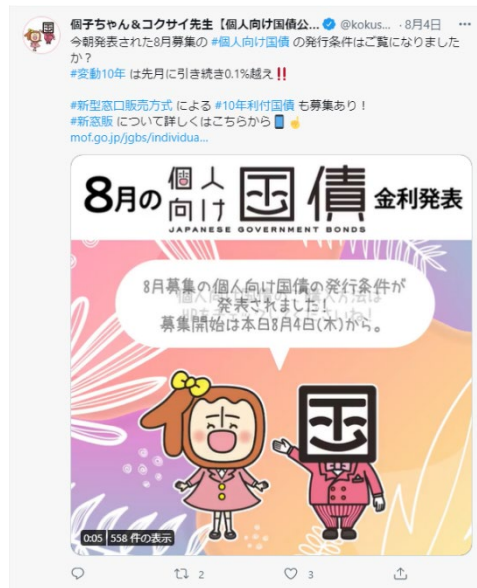 個子ちゃん＆コクサイ先生【個人向け国債公... @kokus... · 8月4日 ···
今朝発表された8月募集の #個人向け国債 の発行条件はご覧になりました
か？
#変動10年 は先月に引き続き0.1%越え‼
#新型窓口販売方式 による #10年利付国債 も募集あり！
#新窓販 について詳しくはこちらから📱☝
mof.go.jp/jgbs/individua...
8月の個人向け国債金利発表
JAPANESE GOVERNMENT BONDS
8月募集の個人向け国債の発行条件が
発表されました！
募集開始は本日8月4日(木)から。
0:05 558 件の表示
2 3